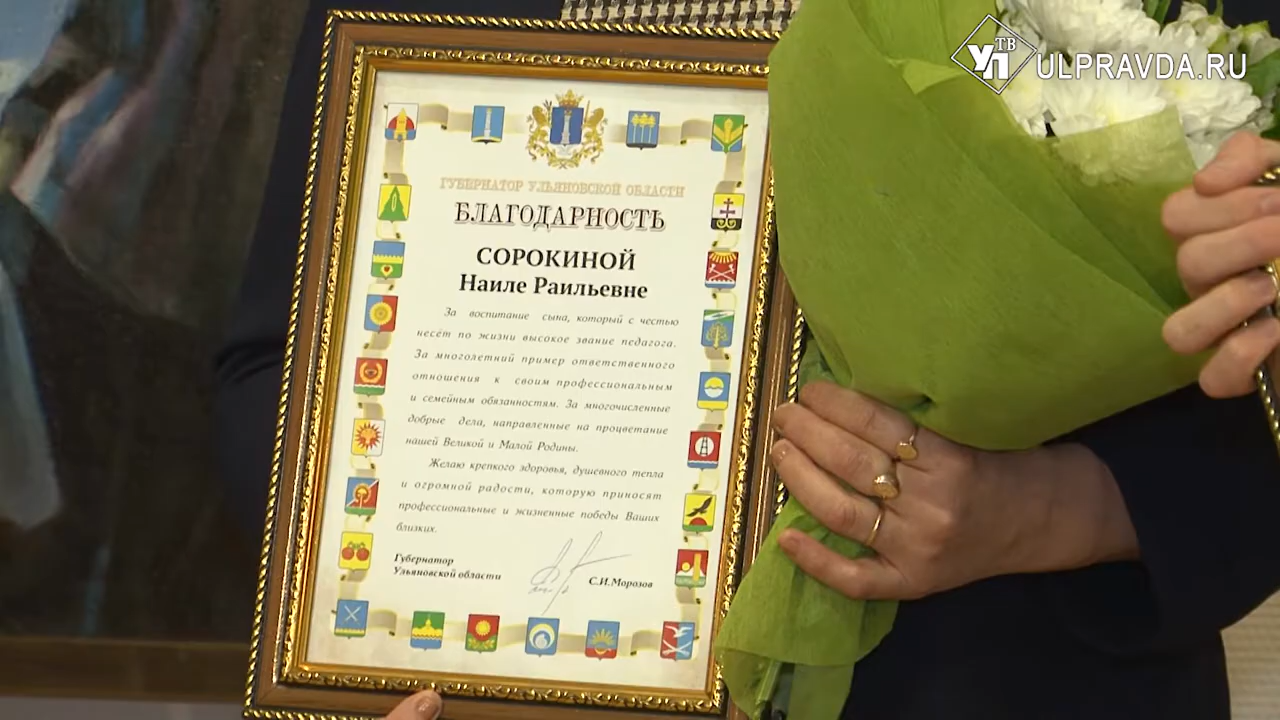 УП ТВ
ULPRAVDA.RU
ГУБЕРНАТОР УЛЬЯНОВСКОЙ ОБЛАСТИ
БЛАГОДАРНОСТЬ
СОРОКИНОЙ
Наиле Раильевне
За воспитание сына, который с честью
несёт по жизни высокое звание педагога.
За многолетний пример ответственного
отношения к своим профессиональным
и семейным обязанностям. За многочисленные
добрые дела, направленные на процветание
нашей Великой и Малой Родины.
Желаю крепкого здоровья, душевного тепла
и огромной радости, которую приносят
профессиональные и жизненные победы Ваших
близких.
Губернатор
Ульяновской области
С.И.Морозов